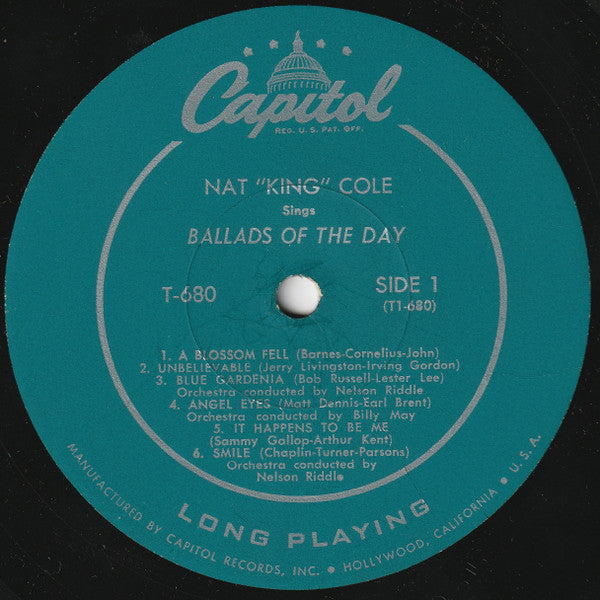 Capitol
REG. U.S. PAT. OFF.
NAT "KING" COLE
Sings
BALLADS OF THE DAY
T-680
SIDE 1
(T1-680)
1. A BLOSSOM FELL (Barnes-Cornelius-John)
2. UNBELIEVABLE (Jerry Livingston-Irving Gordon)
3. BLUE GARDENIA (Bob Russell-Lester Lee)
Orchestra conducted by Nelson Riddle
4. ANGEL EYES (Matt Dennis-Earl Brent)
Orchestra conducted by Billy May
5. IT HAPPENS TO BE ME
(Sammy Gallop-Arthur Kent)
6. SMILE (Chaplin-Turner-Parsons)
Orchestra conducted by
Nelson Riddle
LONG PLAYING
MANUFACTURED BY CAPITOL RECORDS, INC. • HOLLYWOOD, CALIFORNIA • U.S.A.